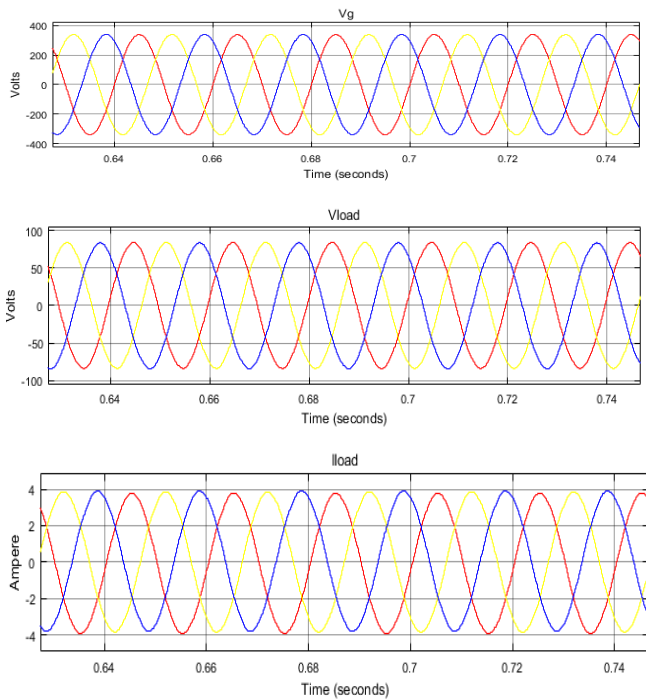 Vg
400
200
0
-200
-400
Volts
0.64 0.66 0.68 0.7 0.72 0.74
Time (seconds)
Vload
100
50
0
-50
-100
Volts
0.64 0.66 0.68 0.7 0.72 0.74
Time (seconds)
Iload
4
2
0
-2
-4
Ampere
0.64 0.66 0.68 0.7 0.72 0.74
Time (seconds)